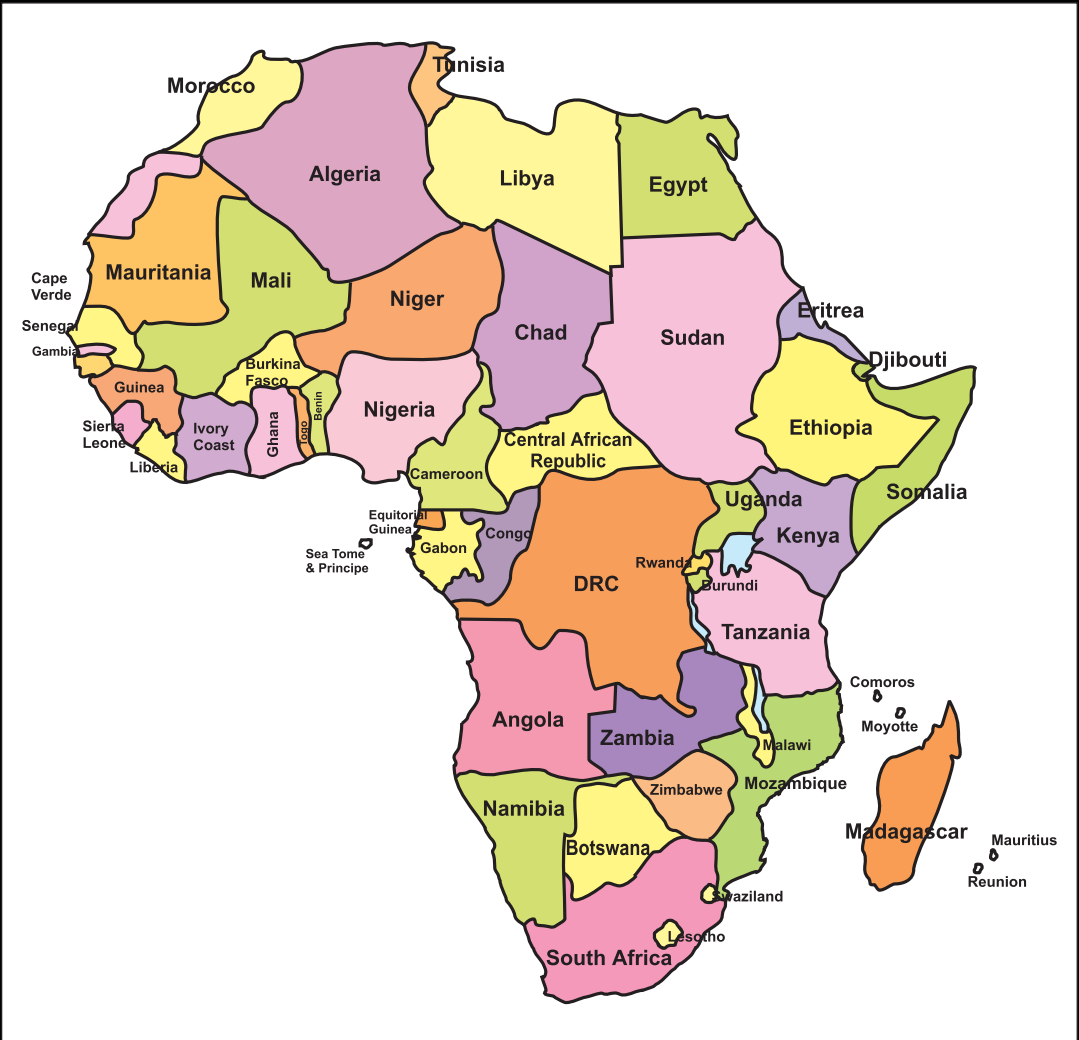 Tunisia
Morocco
Algeria
Libya
Egypt
Cape
Verde
Mauritania
Mali
Niger
Chad
Sudan
Eritrea
Senegal
Gambia
Djibouti
Burkina
Fasco
Guinea
Benin
Nigeria
Ethiopia
Sierra
Leone
Ivory
Coast
Ghana
Togo
Central African
Republic
Liberia
Cameroon
Somalia
Uganda
Equitorial
Guinea
Congo
Kenya
Gabon
Sea Tome
& Principe
Rwanda
DRC
Burundi
Tanzania
Comoros
Angola
Moyotte
Zambia
Malawi
Mozambique
Zimbabwe
Namibia
Madagascar
Mauritius
Botswana
Reunion
Swaziland
Lesotho
South Africa